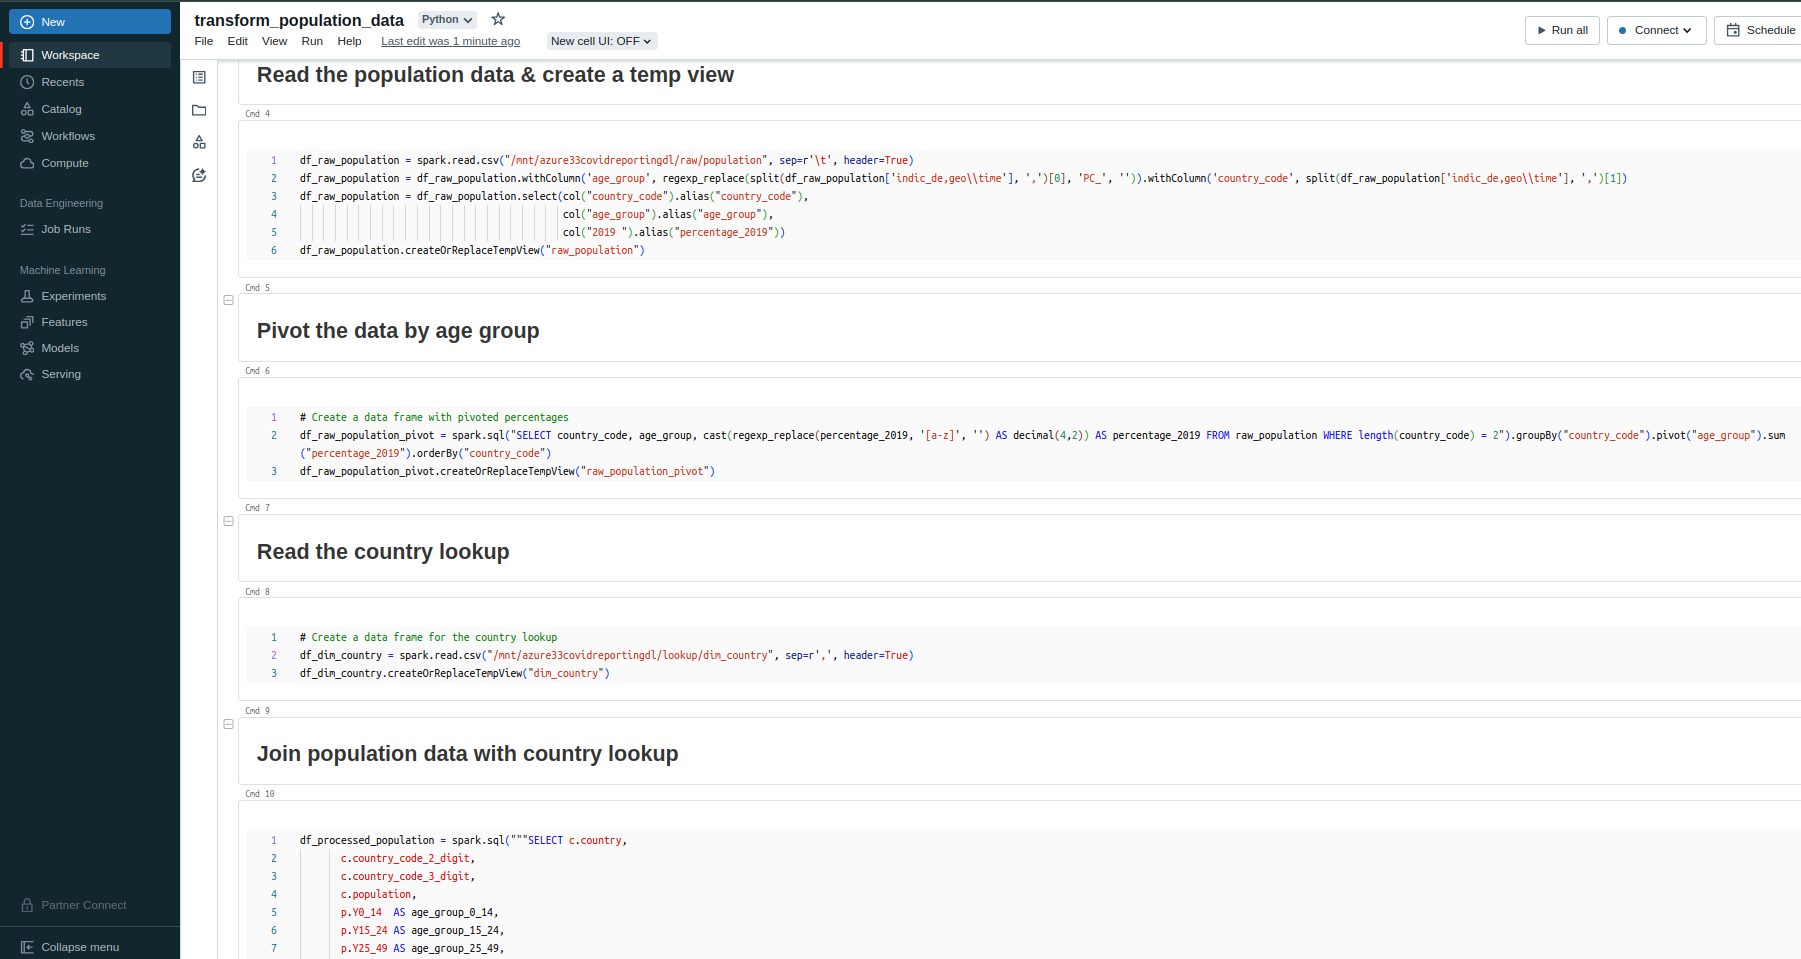 New
Workspace
Recents
Catalog
Workflows
Compute
Data Engineering
Job Runs
Machine Learning
Experiments
Features
Models
Serving
Partner Connect
Collapse menu
transform_population_data Python
File Edit View Run Help Last edit was 1 minute ago New cell UI: OFF
Run all Connect Schedule
Read the population data & create a temp view
Cmd 4
1 df_raw_population = spark.read.csv("/mnt/azure33covidreportingdl/raw/population", sep=r'\t', header=True)
2 df_raw_population = df_raw_population.withColumn('age_group', regexp_replace(split(df_raw_population['indic_de,geo\\time'], ',')[0], 'PC_', '')).withColumn('country_code', split(df_raw_population['indic_de,geo\\time'], ',')[1])
3 df_raw_population = df_raw_population.select(col("country_code").alias("country_code"),
4 col("age_group").alias("age_group"),
5 col("2019 ").alias("percentage_2019"))
6 df_raw_population.createOrReplaceTempView("raw_population")
Cmd 5
Pivot the data by age group
Cmd 6
1 # Create a data frame with pivoted percentages
2 df_raw_population_pivot = spark.sql("SELECT country_code, age_group, cast(regexp_replace(percentage_2019, '[a-z]', '') AS decimal(4,2)) AS percentage_2019 FROM raw_population WHERE length(country_code) = 2").groupBy("country_code").pivot("age_group").sum
("percentage_2019").orderBy("country_code")
3 df_raw_population_pivot.createOrReplaceTempView("raw_population_pivot")
Cmd 7
Read the country lookup
Cmd 8
1 # Create a data frame for the country lookup
2 df_dim_country = spark.read.csv("/mnt/azure33covidreportingdl/lookup/dim_country", sep=r',', header=True)
3 df_dim_country.createOrReplaceTempView("dim_country")
Cmd 9
Join population data with country lookup
Cmd 10
1 df_processed_population = spark.sql("""SELECT c.country,
2 c.country_code_2_digit,
3 c.country_code_3_digit,
4 c.population,
5 p.Y0_14  AS age_group_0_14,
6 p.Y15_24 AS age_group_15_24,
7 p.Y25_49 AS age_group_25_49,